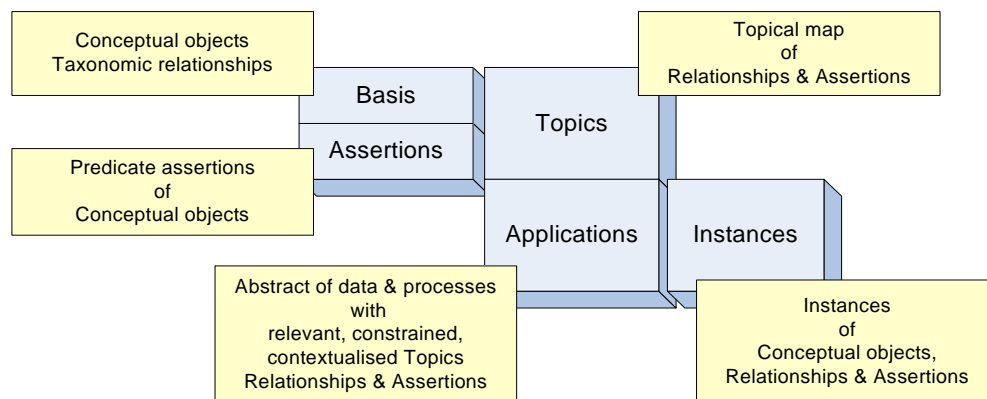 Conceptual objects
Taxonomic relationships
Topical map
of
Relationships & Assertions
Basis
Topics
Assertions
Predicate assertions
of
Conceptual objects
Applications
Instances
Abstract of data & processes
with
relevant, constrained,
contextualised Topics
Relationships & Assertions
Instances
of
Conceptual objects,
Relationships & Assertions